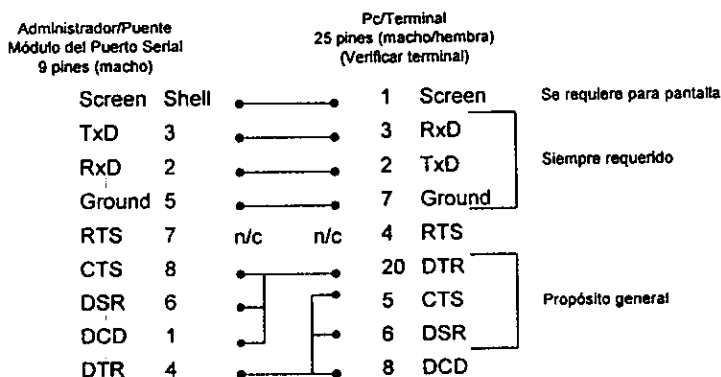 Administrador/Puente
Módulo del Puerto Serial
9 pines (macho)
Pc/Terminal
25 pines (macho/hembra)
(Verificar terminal)
Screen Shell 1 Screen Se requiere para pantalla
TxD 3 3 RxD
RxD 2 2 TxD Siempre requerido
Ground 5 7 Ground
RTS 7 n/c n/c 4 RTS
CTS 8 20 DTR
DSR 6 5 CTS Propósito general
DCD 1 6 DSR
DTR 4 8 DCD